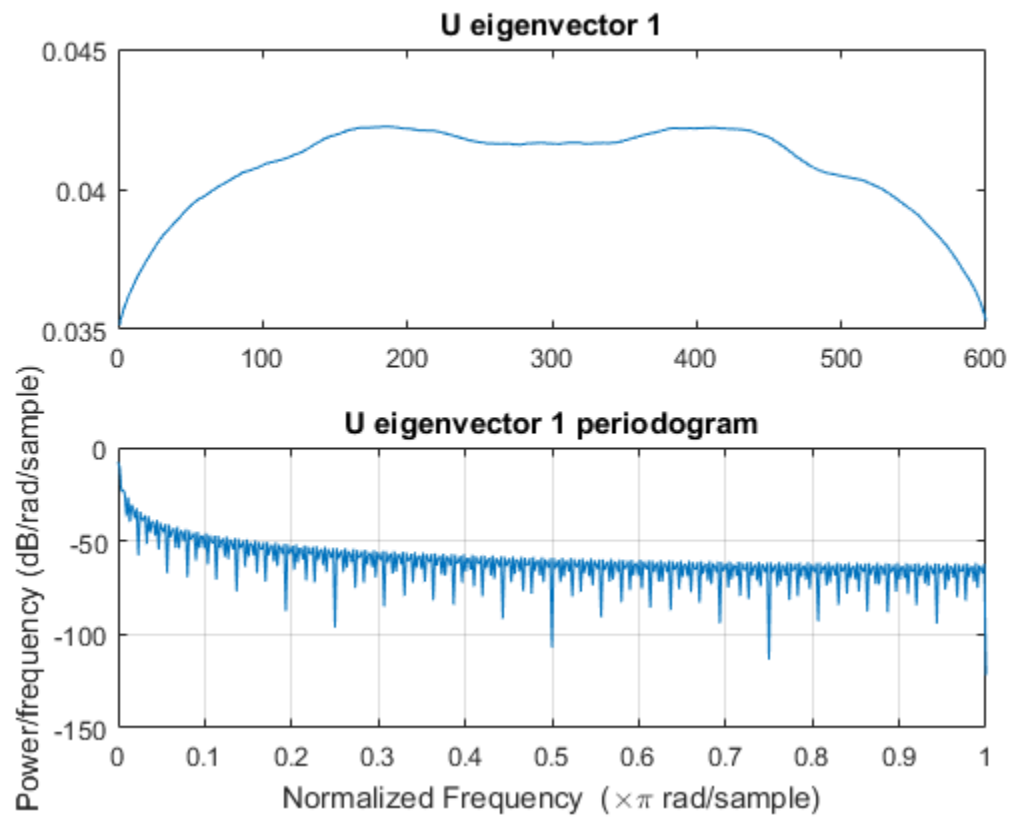 U eigenvector 1
0.045
0.04
0.035
0 100 200 300 400 500 600
U eigenvector 1 periodogram
Power/frequency (dB/rad/sample)
0
-50
-100
-150
0 0.1 0.2 0.3 0.4 0.5 0.6 0.7 0.8 0.9 1
Normalized Frequency (×π rad/sample)